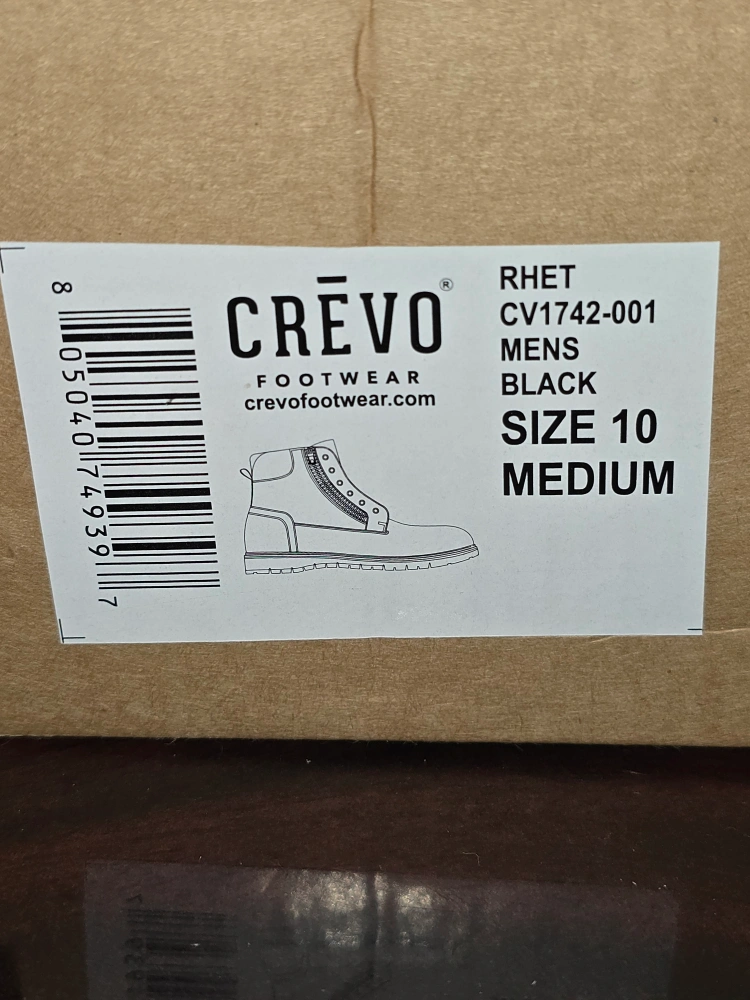 8 05040 74939 7
CRĒVO®
FOOTWEAR
crevofootwear.com
RHET
CV1742-001
MENS
BLACK
SIZE 10
MEDIUM